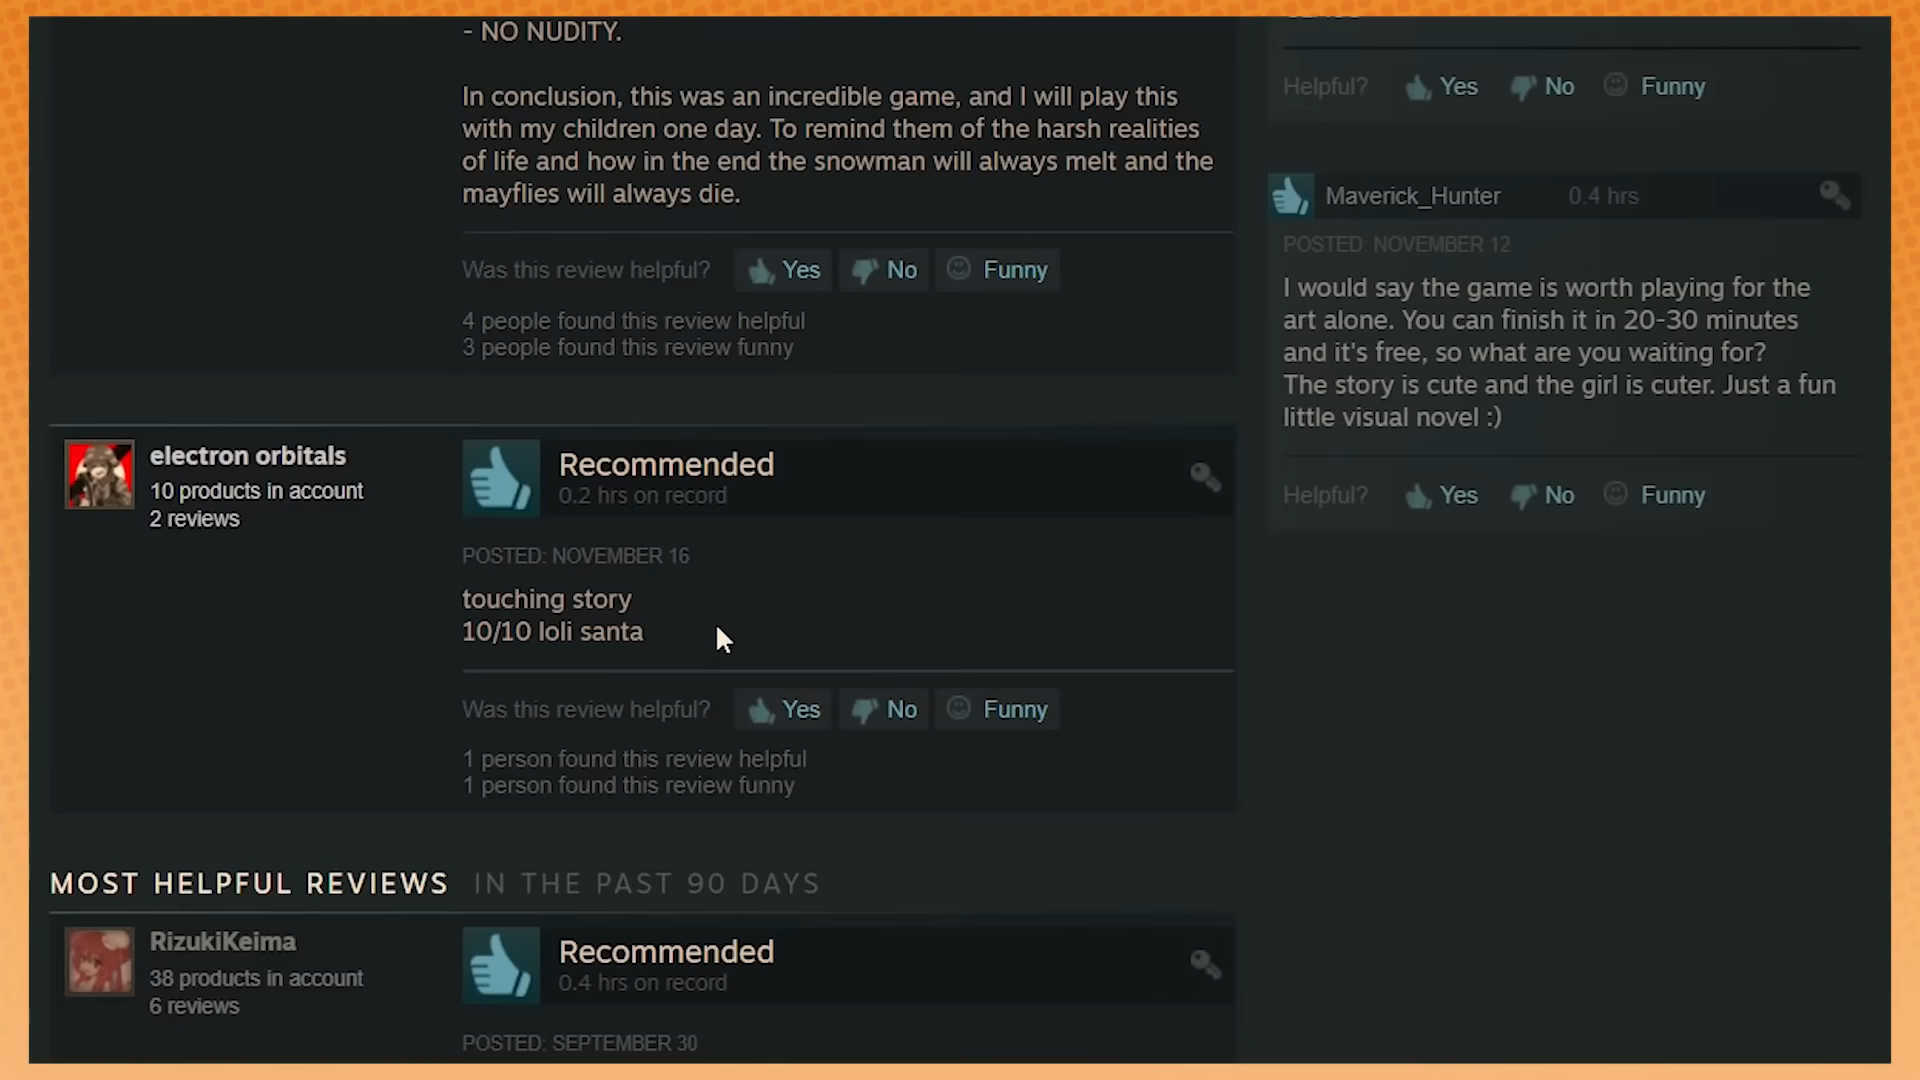 - NO NUDITY.
In conclusion, this was an incredible game, and I will play this
with my children one day. To remind them of the harsh realities
of life and how in the end the snowman will always melt and the
mayflies will always die.
Was this review helpful? Yes No Funny
4 people found this review helpful
3 people found this review funny
electron orbitals
10 products in account
2 reviews
Recommended
0.2 hrs on record
POSTED: NOVEMBER 16
touching story
10/10 loli santa
Was this review helpful? Yes No Funny
1 person found this review helpful
1 person found this review funny
MOST HELPFUL REVIEWS IN THE PAST 90 DAYS
RizukiKeima
38 products in account
6 reviews
Recommended
0.4 hrs on record
POSTED: SEPTEMBER 30
Helpful? Yes No Funny
Maverick_Hunter 0.4 hrs
POSTED: NOVEMBER 12
I would say the game is worth playing for the
art alone. You can finish it in 20-30 minutes
and it's free, so what are you waiting for?
The story is cute and the girl is cuter. Just a fun
little visual novel :)
Helpful? Yes No Funny